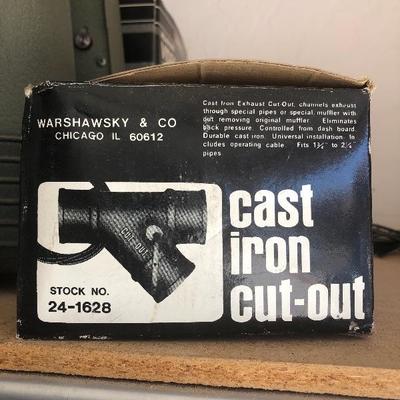 WARSHAWSKY & CO
CHICAGO IL 60612
Cast Iron Exhaust Cut-Out, channels exhaust
through special pipes or special muffler with
out removing original muffler. Eliminates
back pressure. Controlled from dash board.
Durable cast iron. Universal installation. In
cludes operating cable. Fits 1¾" to 2¼"
pipes
CUT-OUT
STOCK NO.
24-1628
cast
iron
cut-out